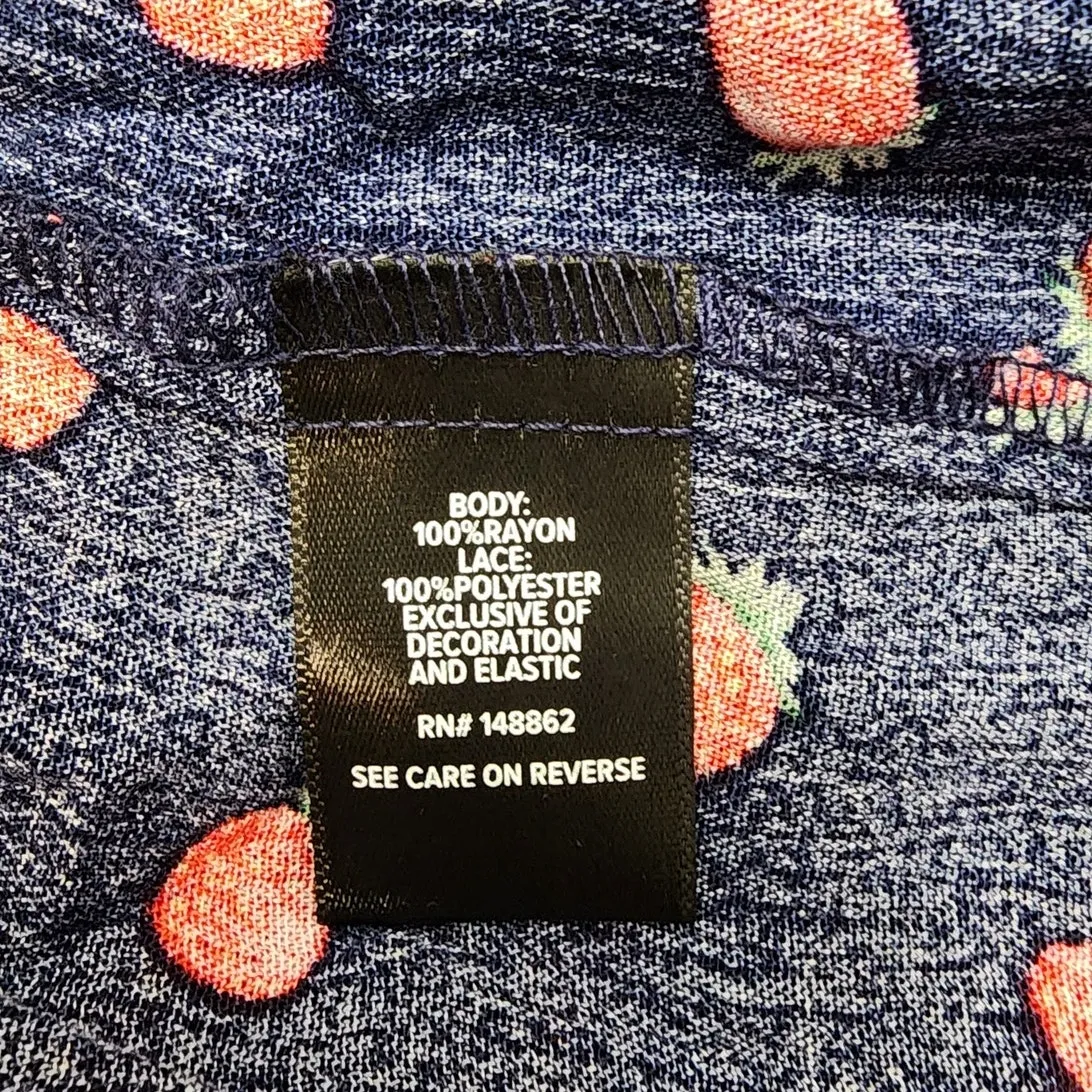 BODY:
100%RAYON
LACE:
100%POLYESTER
EXCLUSIVE OF
DECORATION
AND ELASTIC
RN# 148862
SEE CARE ON REVERSE